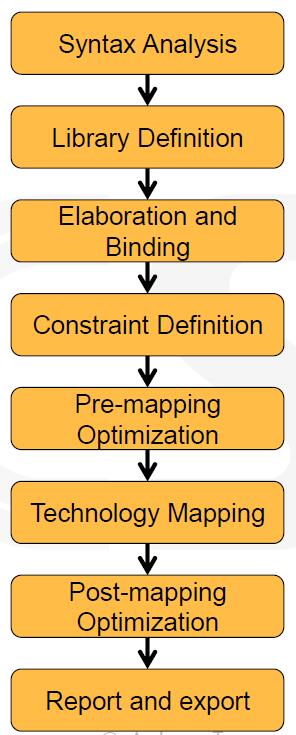 Syntax Analysis
Library Definition
Elaboration and
Binding
Constraint Definition
Pre-mapping
Optimization
Technology Mapping
Post-mapping
Optimization
Report and export